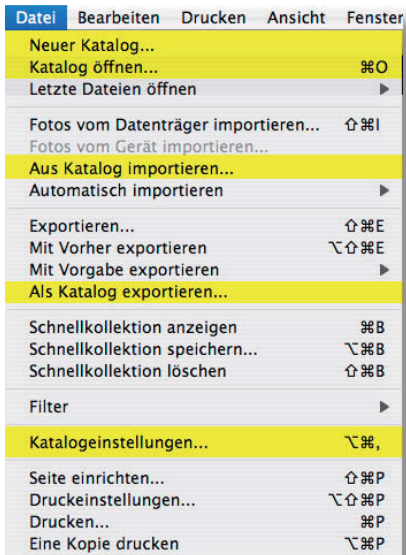 Datei Bearbeiten Drucken Ansicht Fenster
Neuer Katalog...
Katalog öffnen... ⌘O
Letzte Dateien öffnen ▶
Fotos vom Datenträger importieren... ⇧⌘I
Fotos vom Gerät importieren...
Aus Katalog importieren...
Automatisch importieren ▶
Exportieren... ⇧⌘E
Mit Vorher exportieren ⌥⇧⌘E
Mit Vorgabe exportieren ▶
Als Katalog exportieren...
Schnellkollektion anzeigen ⌘B
Schnellkollektion speichern... ⌥⌘B
Schnellkollektion löschen ⇧⌘B
Filter ▶
Katalogeinstellungen... ⌥⌘,
Seite einrichten... ⇧⌘P
Druckeinstellungen... ⌥⇧⌘P
Drucken... ⌘P
Eine Kopie drucken ⌥⌘P